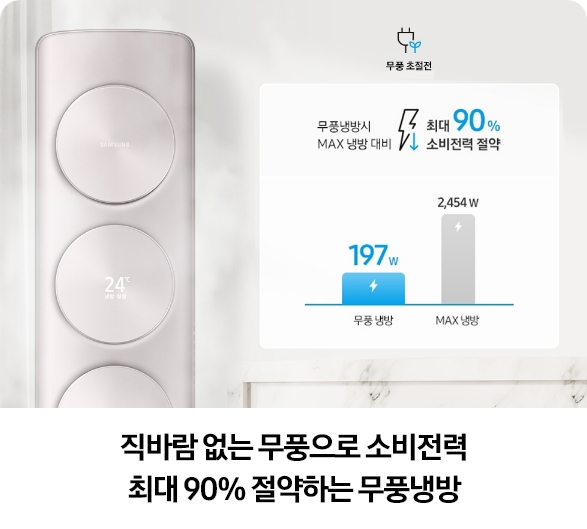 무풍 초절전
무풍냉방시
MAX 냉방 대비
최대 90%
소비전력 절약
2,454 W
197 W
무풍 냉방
MAX 냉방
SAMSUNG
24℃
직바람 없는 무풍으로 소비전력
최대 90% 절약하는 무풍냉방